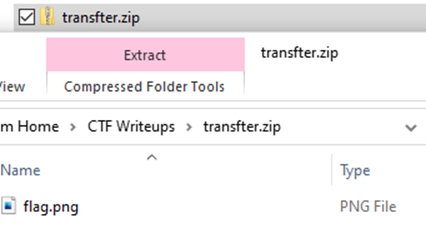 transfter.zip
Extract transfter.zip
View Compressed Folder Tools
m Home > CTF Writeups > transfter.zip
Name Type
flag.png PNG File